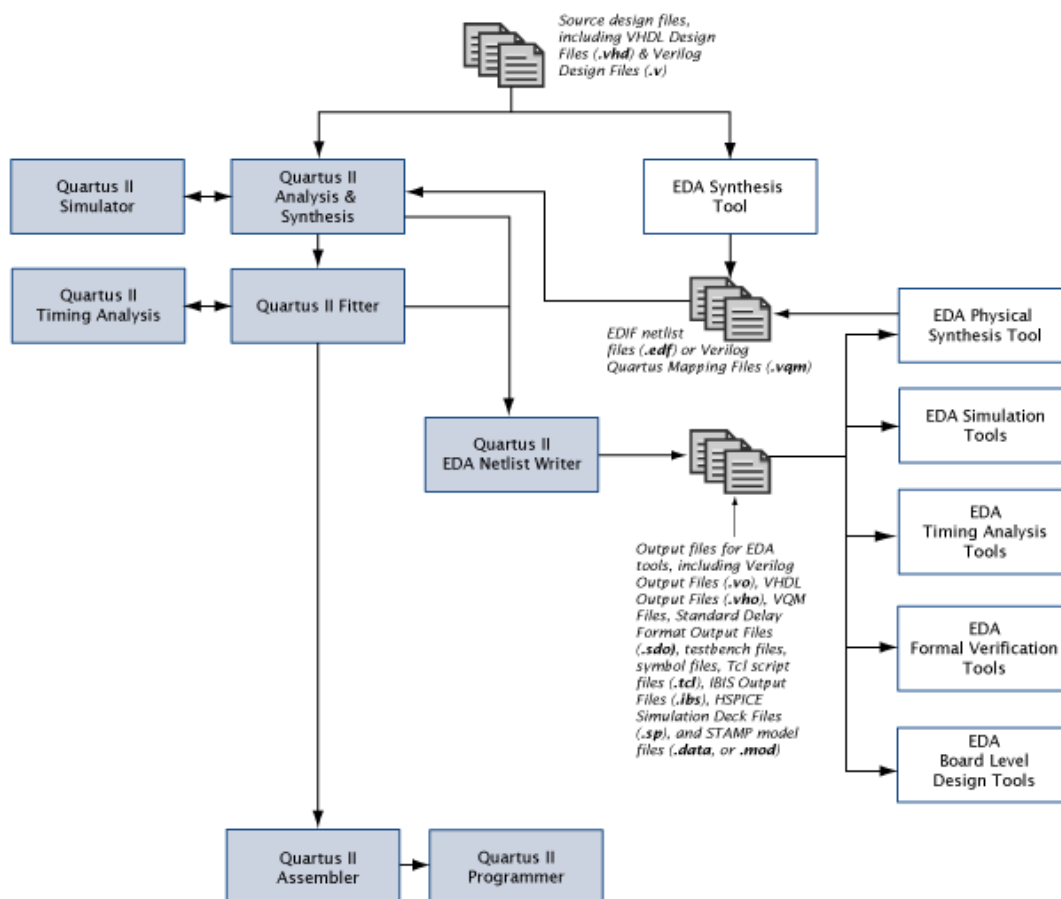 Source design files,
including VHDL Design
Files (.vhd) & Verilog
Design Files (.v)
Quartus II
Simulator
Quartus II
Analysis &
Synthesis
EDA Synthesis
Tool
Quartus II
Timing Analysis
Quartus II Fitter
EDIF netlist
files (.edf) or Verilog
Quartus Mapping Files (.vqm)
EDA Physical
Synthesis Tool
Quartus II
EDA Netlist Writer
EDA Simulation
Tools
EDA
Timing Analysis
Tools
Output files for EDA
tools, including Verilog
Output Files (.vo), VHDL
Output Files (.vho), VQM
Files, Standard Delay
Format Output Files
(.sdo), testbench files,
symbol files, Tcl script
files (.tcl), IBIS Output
Files (.ibs), HSPICE
Simulation Deck Files
(.sp), and STAMP model
files (.data, or .mod)
EDA
Formal Verification
Tools
EDA
Board Level
Design Tools
Quartus II
Assembler
Quartus II
Programmer